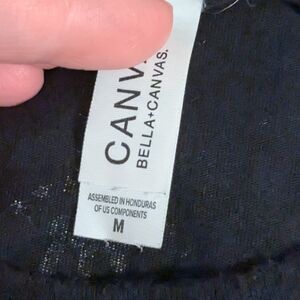 CANV
BELLA+CANVAS.
ASSEMBLED IN HONDURAS
OF US COMPONENTS
M